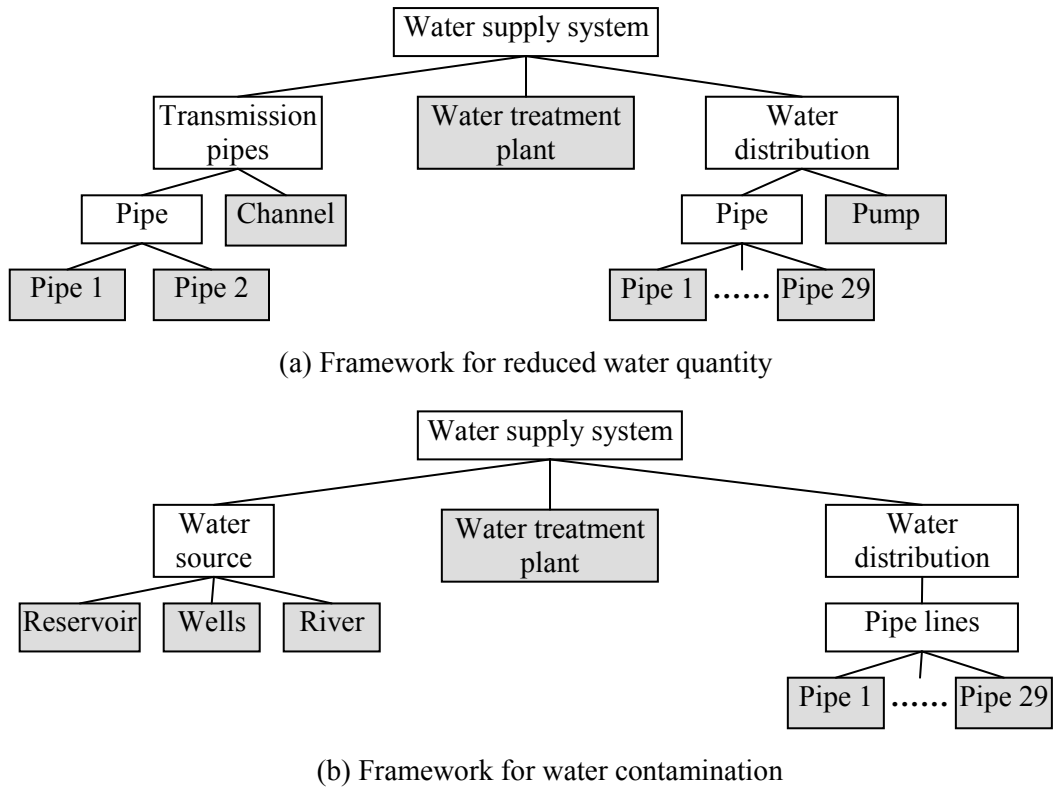 Water supply system
Transmission
pipes
Water treatment
plant
Water
distribution
Pipe
Channel
Pipe
Pump
Pipe 1
Pipe 2
Pipe 1
......
Pipe 29
(a) Framework for reduced water quantity
Water supply system
Water
source
Water treatment
plant
Water
distribution
Reservoir
Wells
River
Pipe lines
Pipe 1
......
Pipe 29
(b) Framework for water contamination